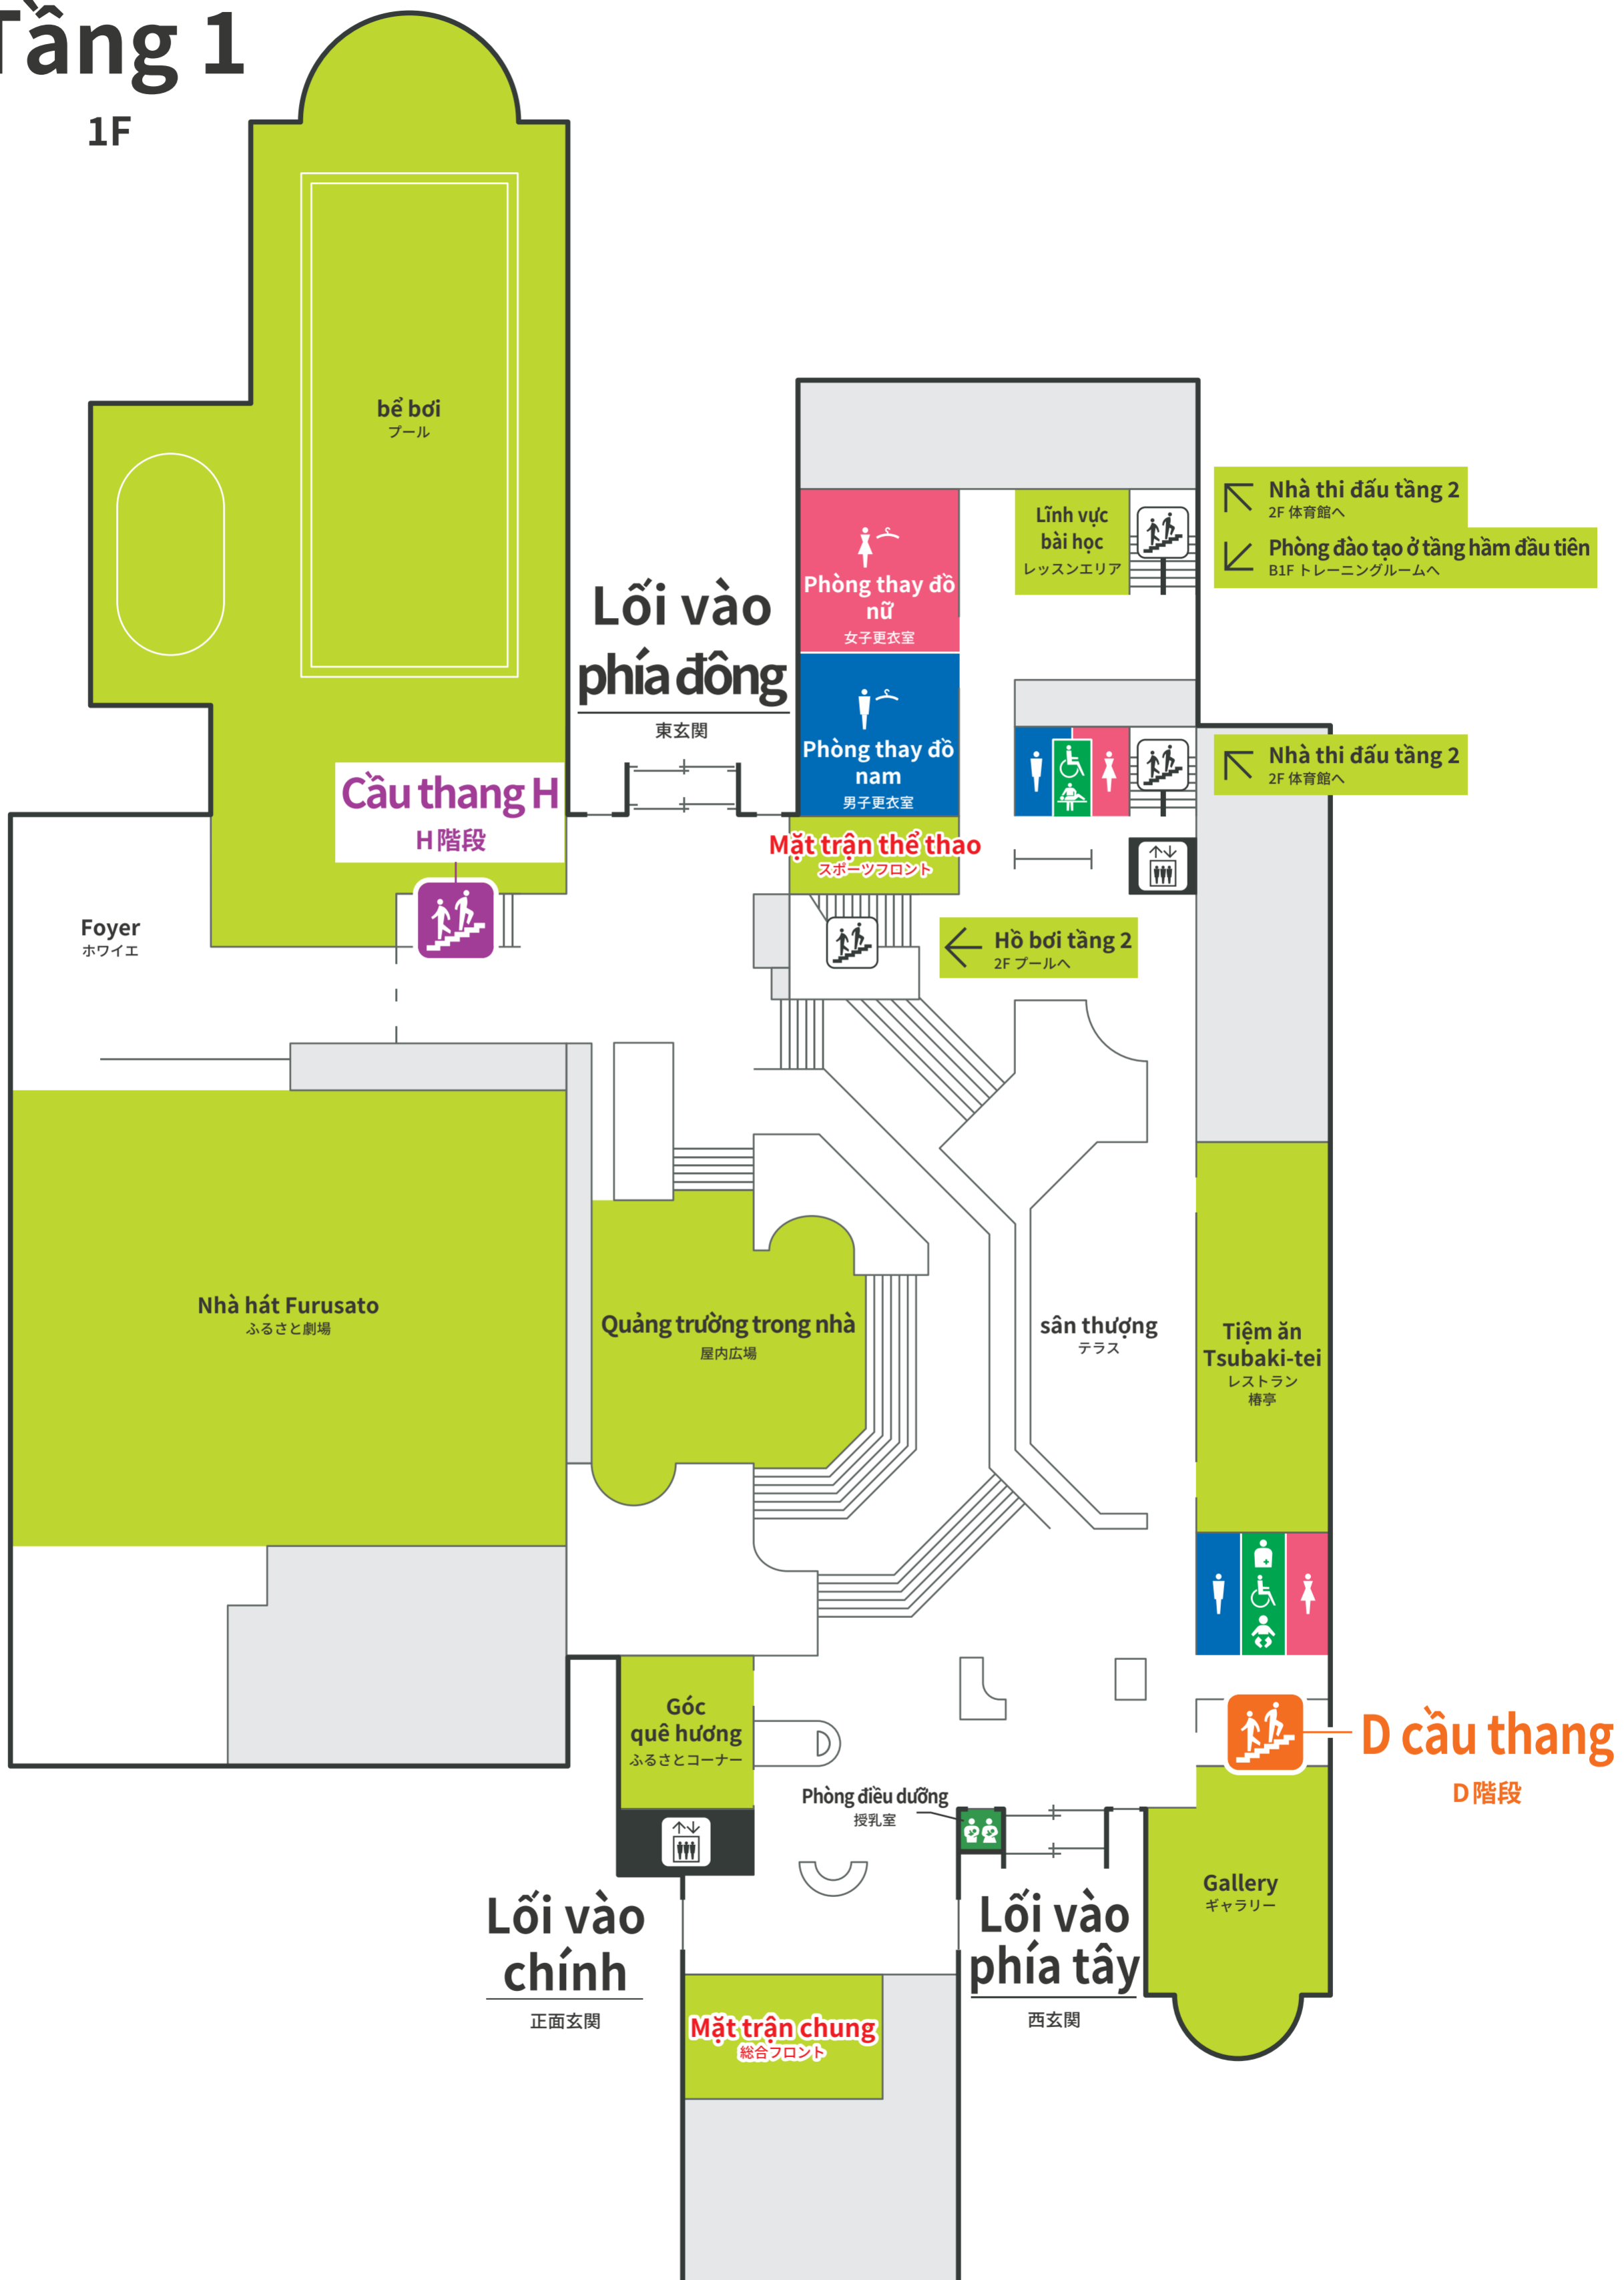 Tầng 1
1F
bể bơi
プール
Lối vào
phía đông
東玄関
Phòng thay đồ
nữ
女子更衣室
Phòng thay đồ
nam
男子更衣室
Lĩnh vực
bài học
レッスンエリア
Nhà thi đấu tầng 2
2F 体育館へ
Phòng đào tạo ở tầng hầm đầu tiên
B1F トレーニングルームへ
Nhà thi đấu tầng 2
2F 体育館へ
Cầu thang H
H 階段
Mặt trận thể thao
スポーツフロント
Foyer
ホワイエ
Hồ bơi tầng 2
2F プールへ
Nhà hát Furusato
ふるさと劇場
Quảng trường trong nhà
屋内広場
sân thượng
テラス
Tiệm ăn
Tsubaki-tei
レストラン
椿亭
Góc
quê hương
ふるさとコーナー
D cầu thang
D 階段
Phòng điều dưỡng
授乳室
Gallery
ギャラリー
Lối vào
chính
正面玄関
Lối vào
phía tây
西玄関
Mặt trận chung
総合フロント